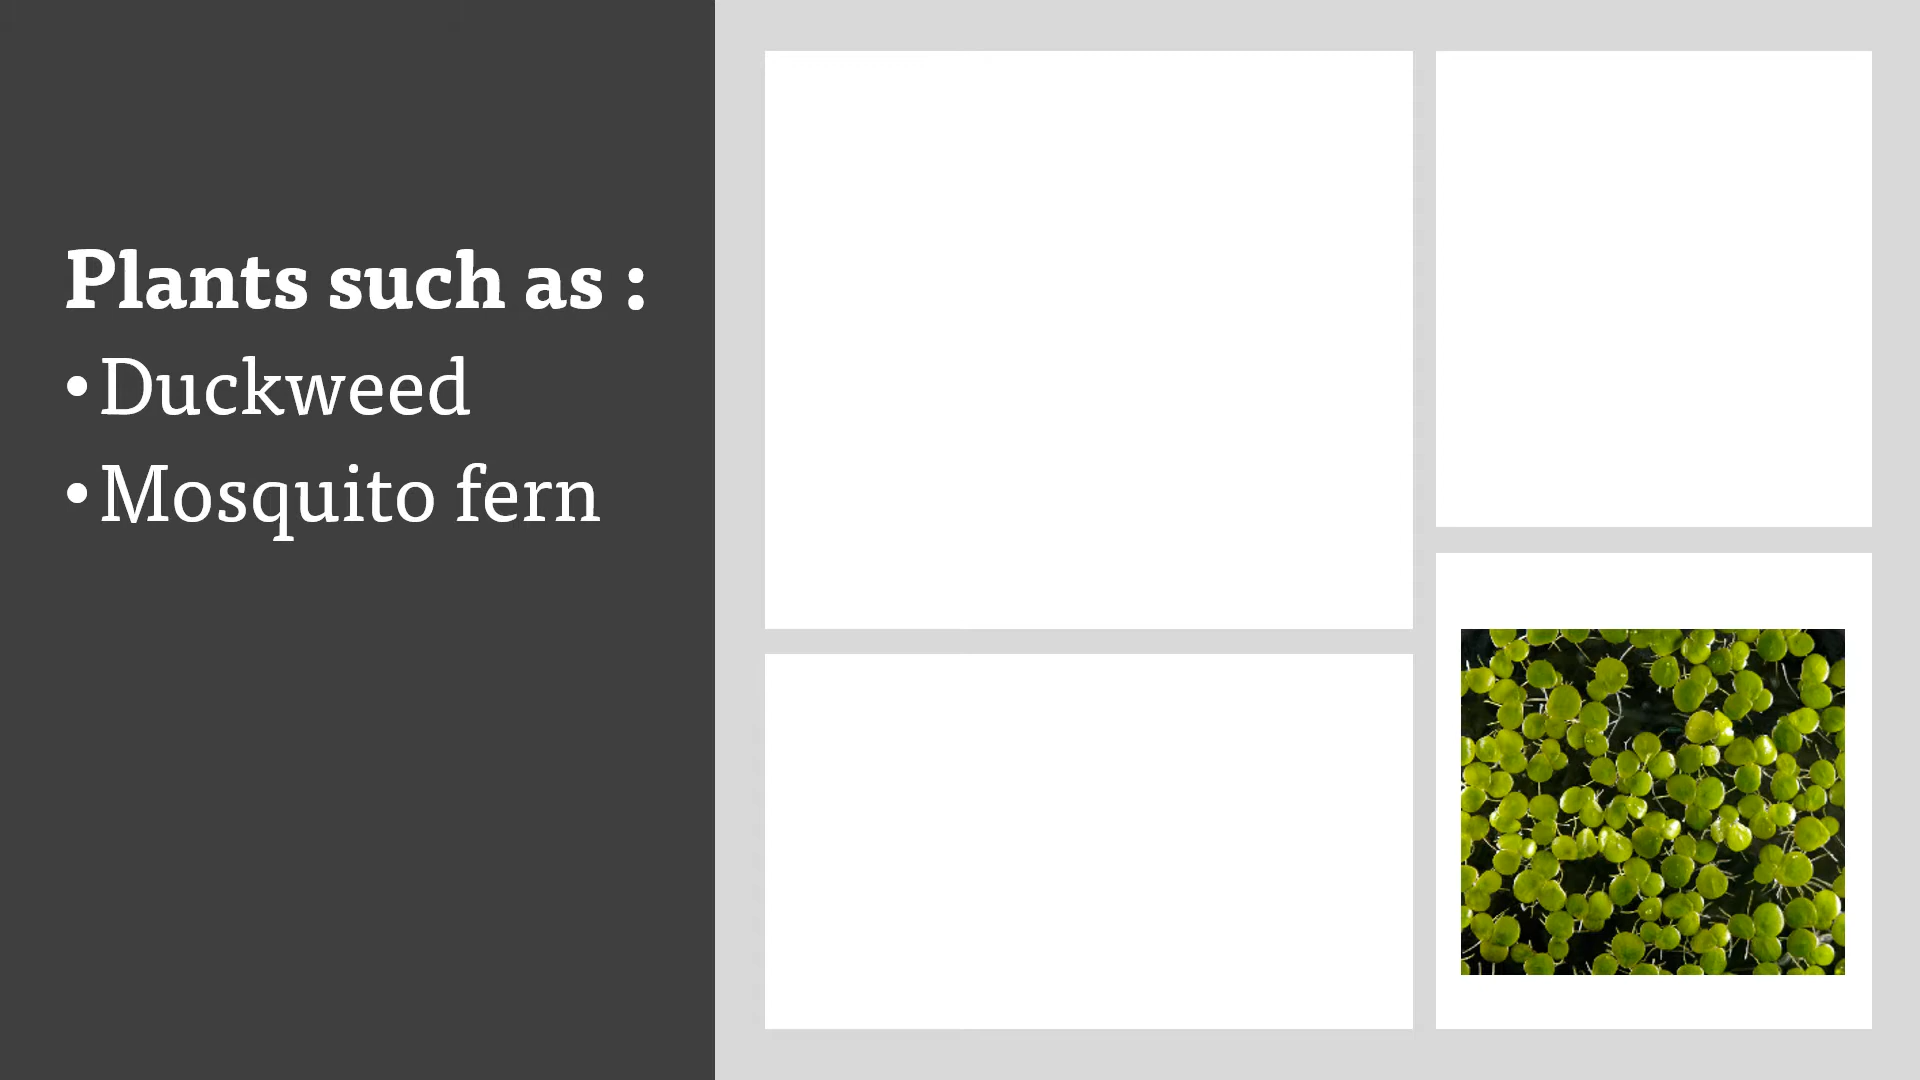 Plants such as :
• Duckweed
• Mosquito fern